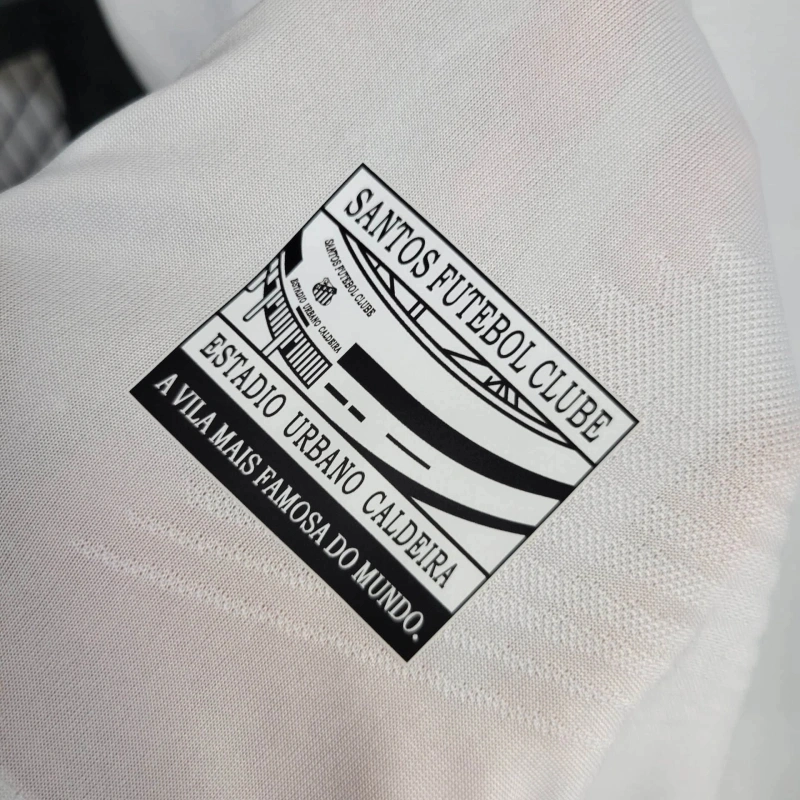 SANTOS FUTEBOL CLUBE
SANTOS FUTEBOL CLUBE
ESTADIO URBANO CALDEIRA
ESTADIO URBANO CALDEIRA
A VILA MAIS FAMOSA DO MUNDO.